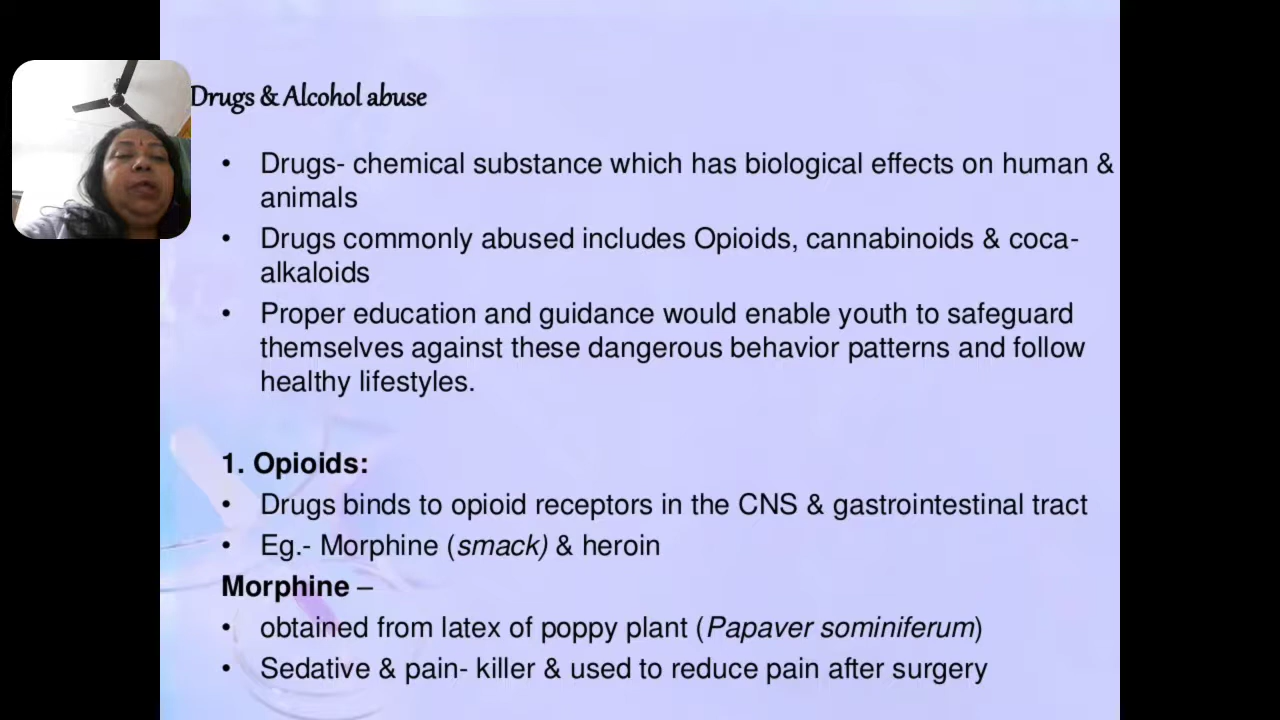 Drugs & Alcohol abuse
• Drugs- chemical substance which has biological effects on human &
animals
• Drugs commonly abused includes Opioids, cannabinoids & coca-
alkaloids
• Proper education and guidance would enable youth to safeguard
themselves against these dangerous behavior patterns and follow
healthy lifestyles.
1. Opioids:
• Drugs binds to opioid receptors in the CNS & gastrointestinal tract
• Eg.- Morphine (smack) & heroin
Morphine –
• obtained from latex of poppy plant (Papaver sominiferum)
• Sedative & pain- killer & used to reduce pain after surgery